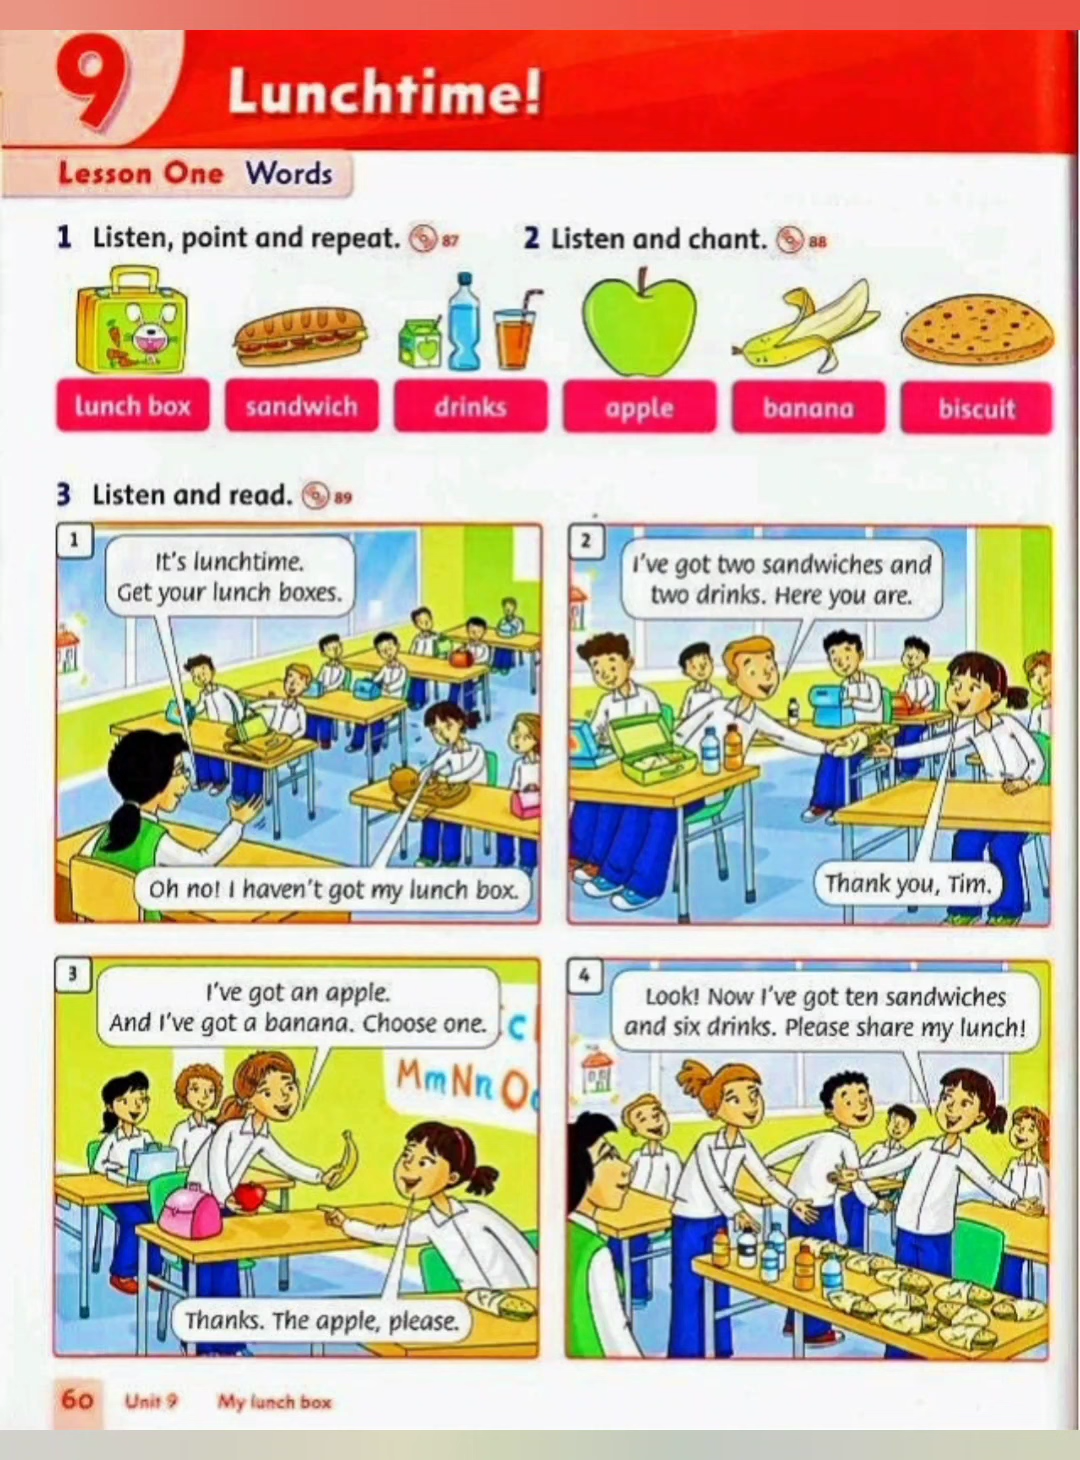 9
Lunchtime!
Lesson One Words
1 Listen, point and repeat. 87
2 Listen and chant. 88
lunch box
sandwich
drinks
apple
banana
biscuit
3 Listen and read. 89
1
It's lunchtime.
Get your lunch boxes.
Oh no! I haven't got my lunch box.
2
I've got two sandwiches and
two drinks. Here you are.
Thank you, Tim.
3
I've got an apple.
And I've got a banana. Choose one.
C
MmNnO
Thanks. The apple, please.
4
Look! Now I've got ten sandwiches
and six drinks. Please share my lunch!
60 Unit 9 My lunch box